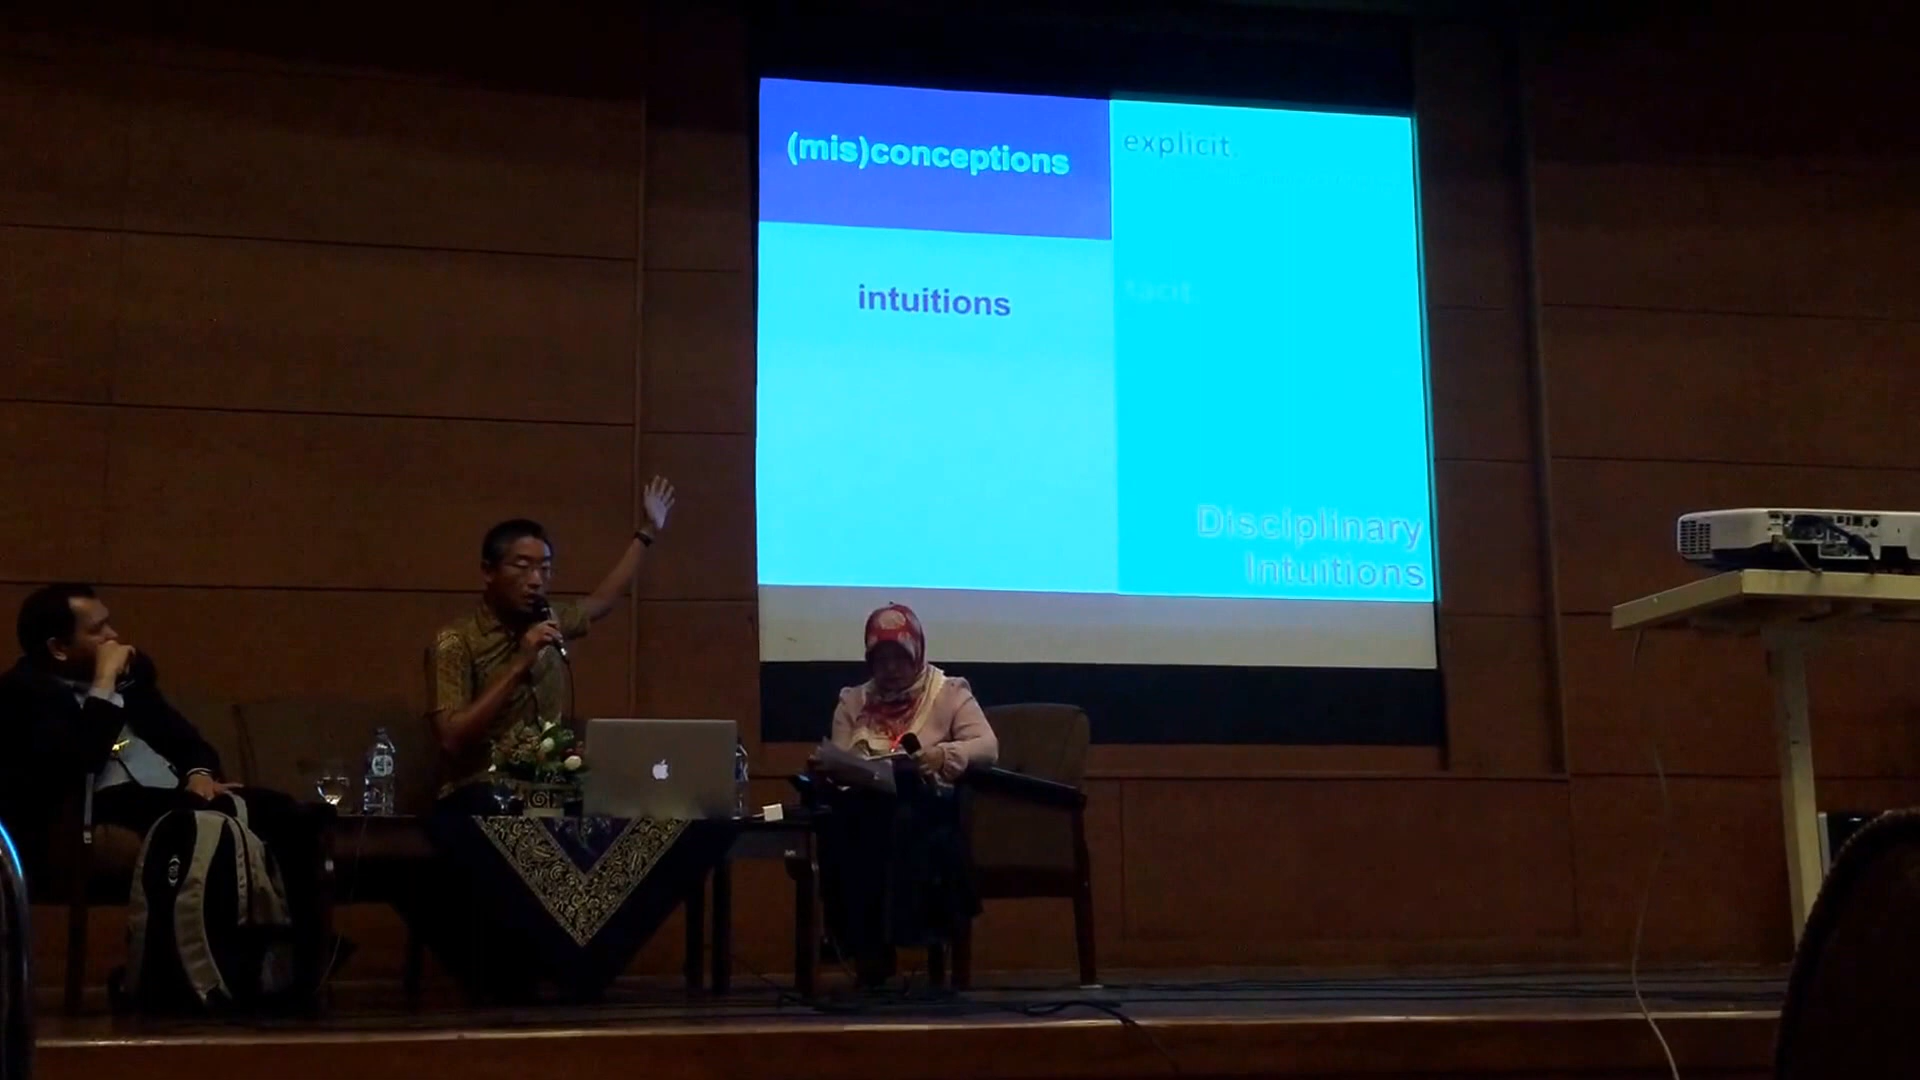 (mis)conceptions
explicit.
intuitions
tacit
Disciplinary
Intuitions